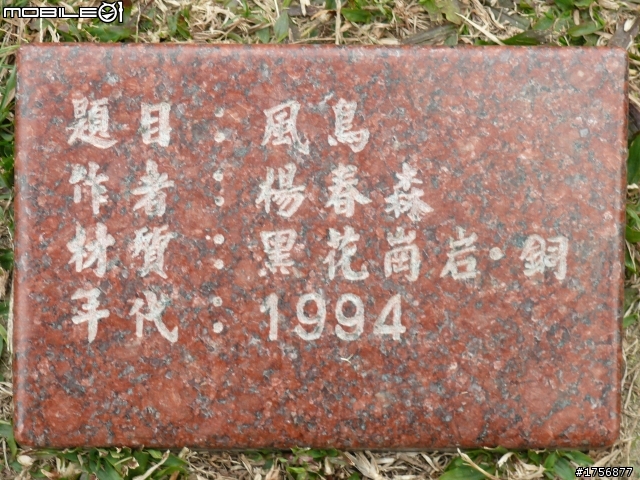 MOBILE01
題目：風鳥
作者：楊春森
材質：黑花崗岩·銅
年代：1994
#1756877